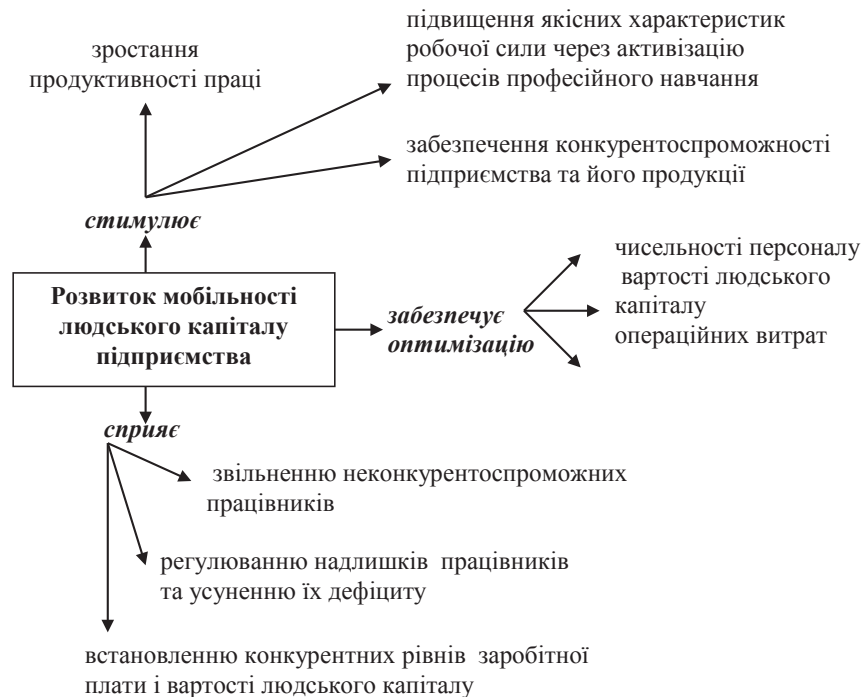 зростання
продуктивності праці
підвищення якісних характеристик
робочої сили через активізацію
процесів професійного навчання
забезпечення конкурентоспроможності
підприємства та його продукції
стимулює
Розвиток мобільності
людського капіталу
підприємства
забезпечує
оптимізацію
чисельності персоналу
вартості людського
капіталу
операційних витрат
сприяє
звільненню неконкурентоспроможних
працівників
регулюванню надлишків працівників
та усуненню їх дефіциту
встановленню конкурентних рівнів заробітної
плати і вартості людського капіталу